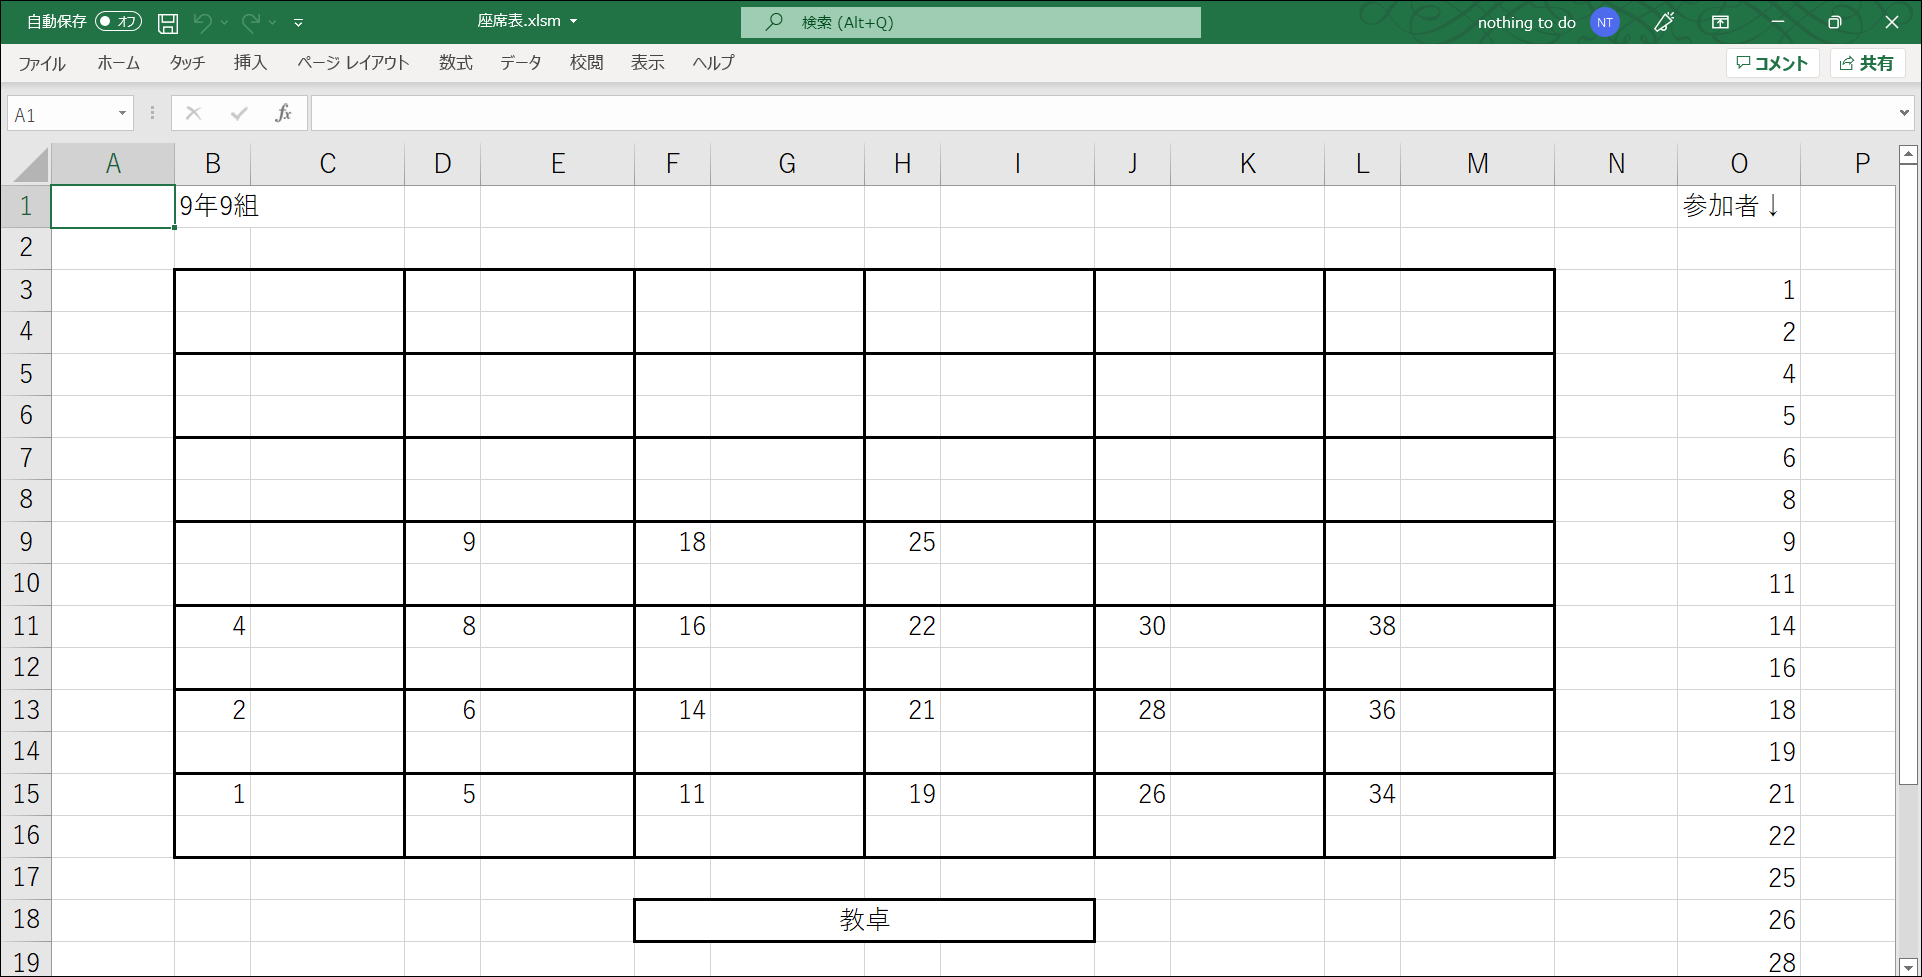 自動保存 オフ 座席表.xlsm 検索 (Alt+Q) nothing to do NT
ファイル ホーム タッチ 挿入 ページ レイアウト 数式 データ 校閲 表示 ヘルプ コメント 共有
A1 fx
A B C D E F G H I J K L M N O P
1 9年9組 参加者↓
2
3 1
4 2
5 4
6 5
7 6
8 8
9 9 18 25 9
10 11
11 4 8 16 22 30 38 14
12 16
13 2 6 14 21 28 36 18
14 19
15 1 5 11 19 26 34 21
16 22
17 25
18 教卓 26
19 28